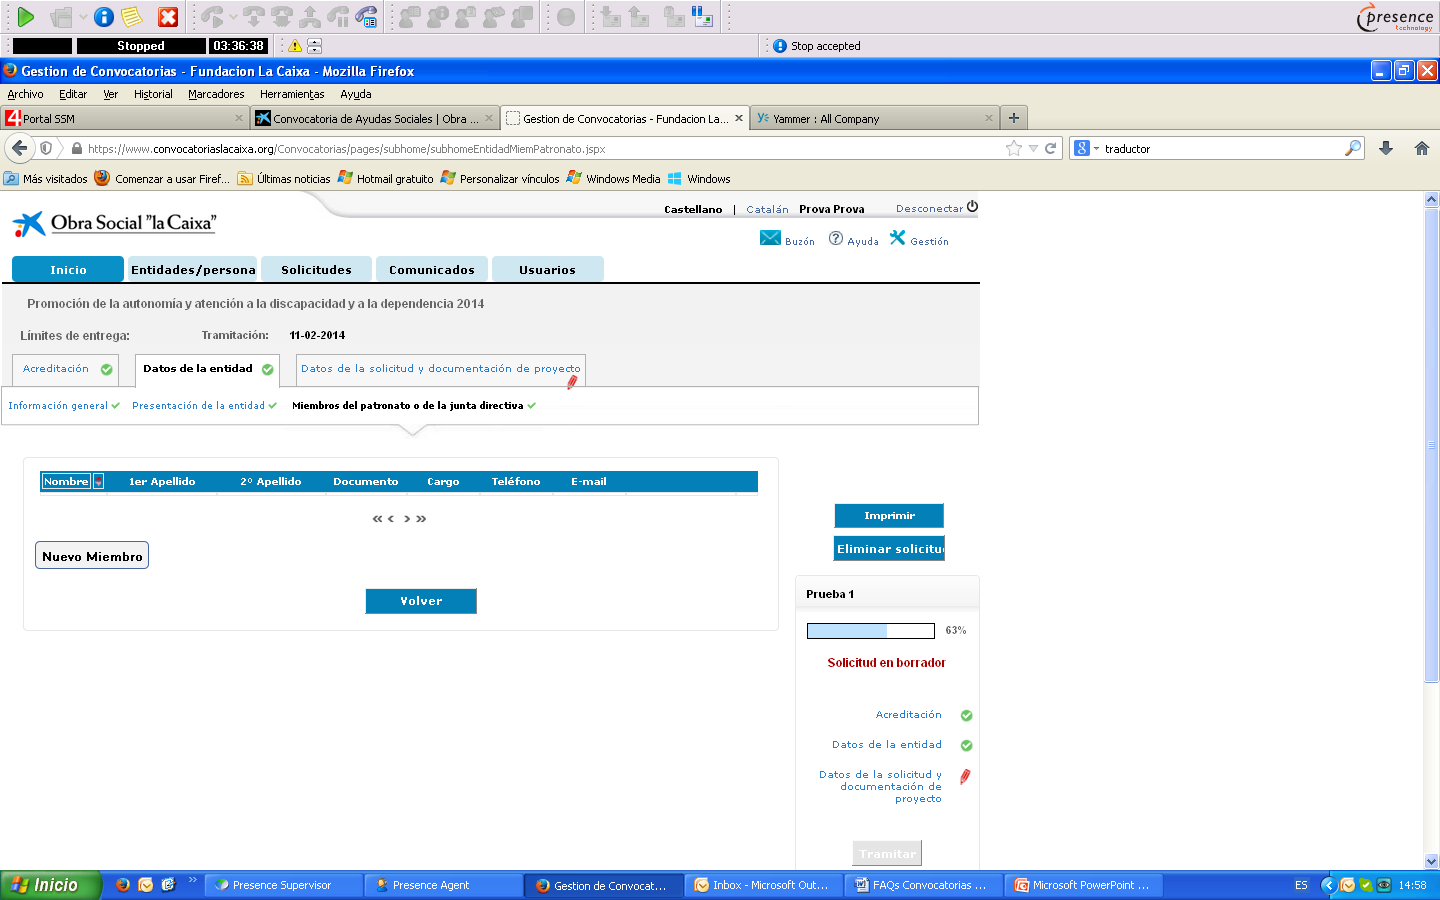 presence
technology
Stopped 03:36:38 Stop accepted
Gestion de Convocatorias - Fundacion La Caixa - Mozilla Firefox
Archivo Editar Ver Historial Marcadores Herramientas Ayuda
4 Portal SSM Convocatoria de Ayudas Sociales | Obra ... Gestion de Convocatorias - Fundacion La... Yammer : All Company
https://www.convocatoriaslacaixa.org/Convocatorias/pages/subhome/subhomeEntidadMiemPatronato.jspx 8 traductor
Más visitados Comenzar a usar Firef... Últimas noticias Hotmail gratuito Personalizar vínculos Windows Media Windows
Castellano | Catalán Prova Prova Desconectar
Obra Social "la Caixa"
Buzón Ayuda Gestión
Inicio Entidades/persona Solicitudes Comunicados Usuarios
Promoción de la autonomía y atención a la discapacidad y a la dependencia 2014
Límites de entrega: Tramitación: 11-02-2014
Acreditación Datos de la entidad Datos de la solicitud y documentación de proyecto
Información general Presentación de la entidad Miembros del patronato o de la junta directiva
Nombre 1er Apellido 2º Apellido Documento Cargo Teléfono E-mail
« ‹ › »
Nuevo Miembro
Volver
Imprimir
Eliminar solicitu
Prueba 1
63%
Solicitud en borrador
Acreditación
Datos de la entidad
Datos de la solicitud y
documentación de
proyecto
Tramitar
Inicio » Presence Supervisor Presence Agent Gestion de Convocat... Inbox - Microsoft Out... FAQs Convocatorias ... Microsoft PowerPoint ... ES 14:58